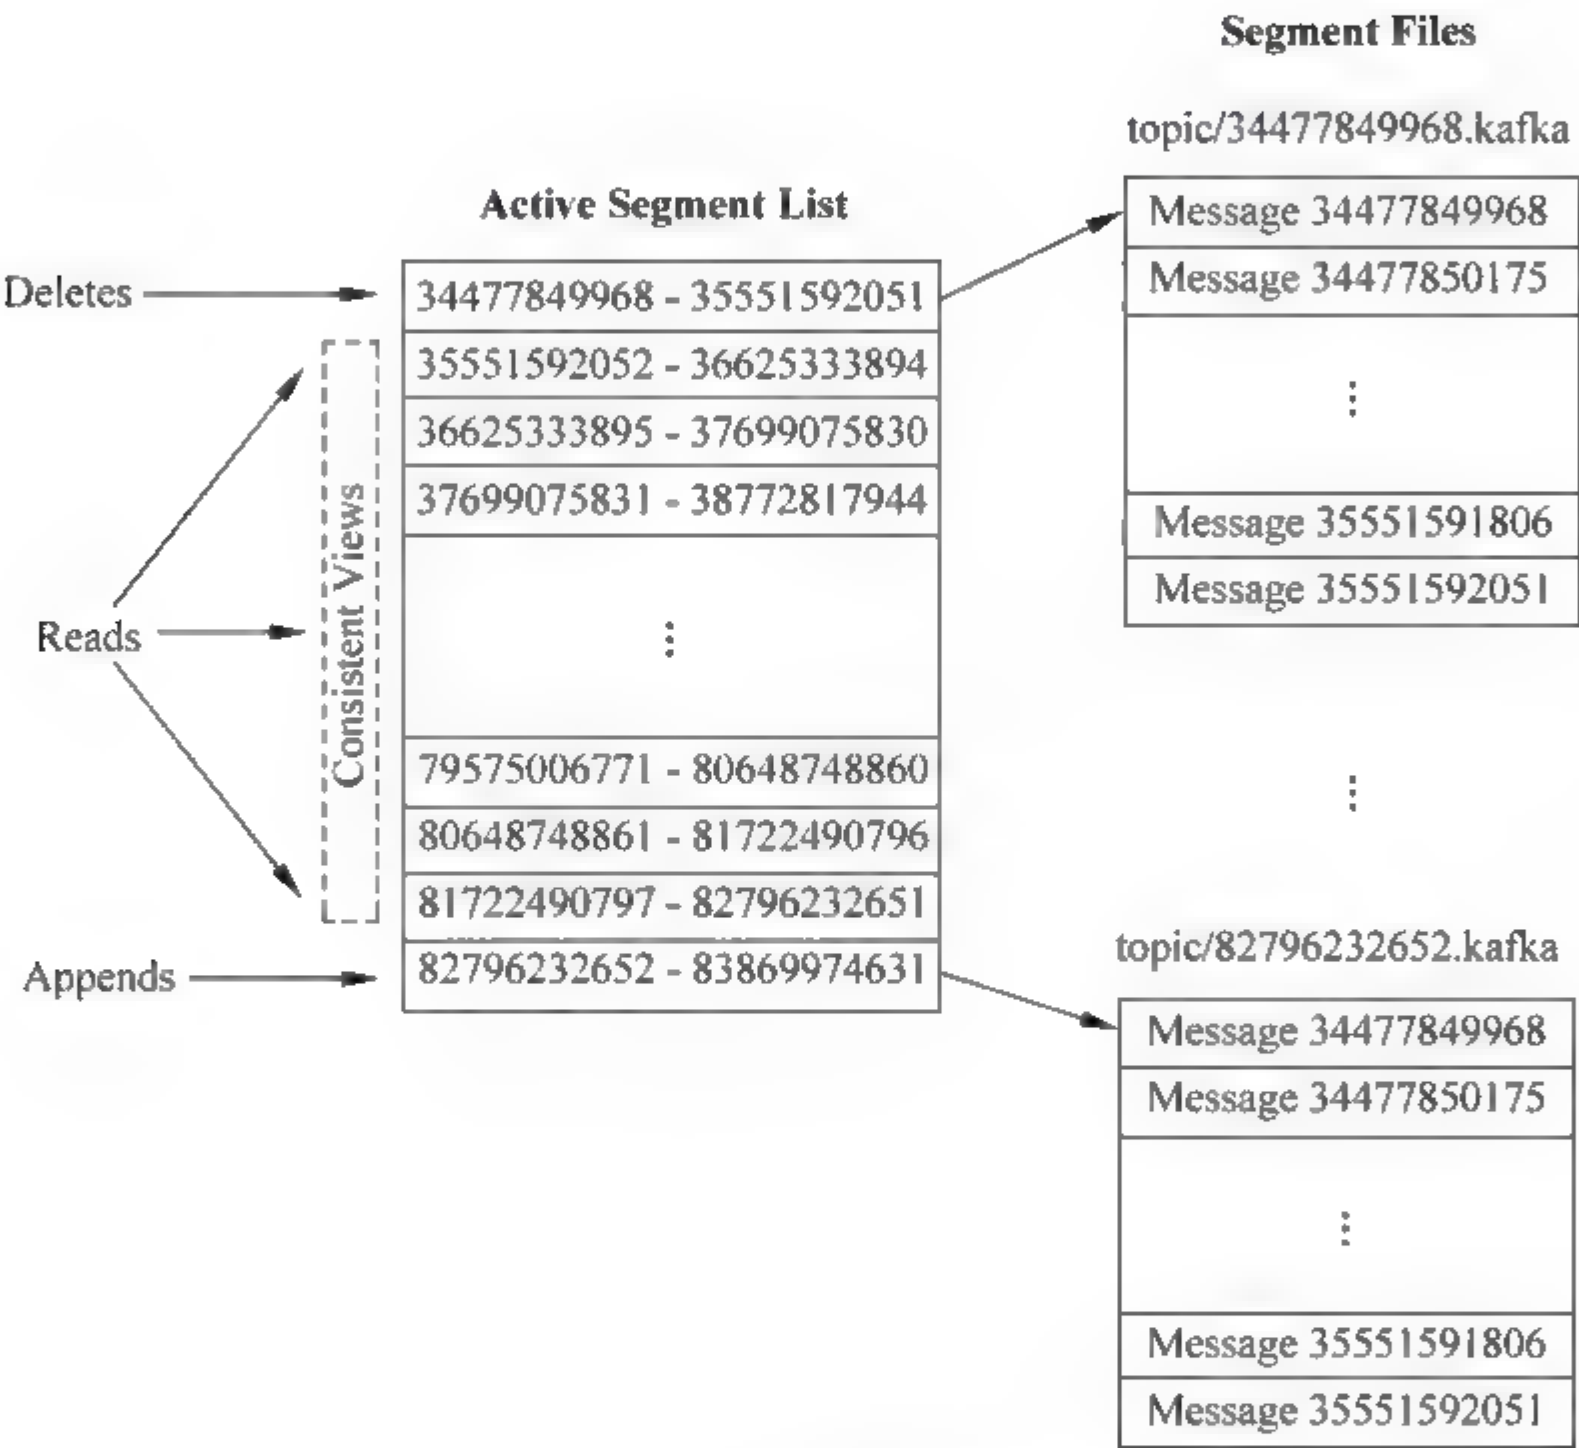 Segment Files
topic/34477849968.kafka
Message 34477849968
Message 34477850175
⋮
Message 35551591806
Message 35551592051
⋮
topic/82796232652.kafka
Message 34477849968
Message 34477850175
⋮
Message 35551591806
Message 35551592051
Active Segment List
34477849968 - 35551592051
35551592052 - 36625333894
36625333895 - 37699075830
37699075831 - 38772817944
⋮
79575006771 - 80648748860
80648748861 - 81722490796
81722490797 - 82796232651
82796232652 - 83869974631
Deletes
Reads
Appends
Consistent Views